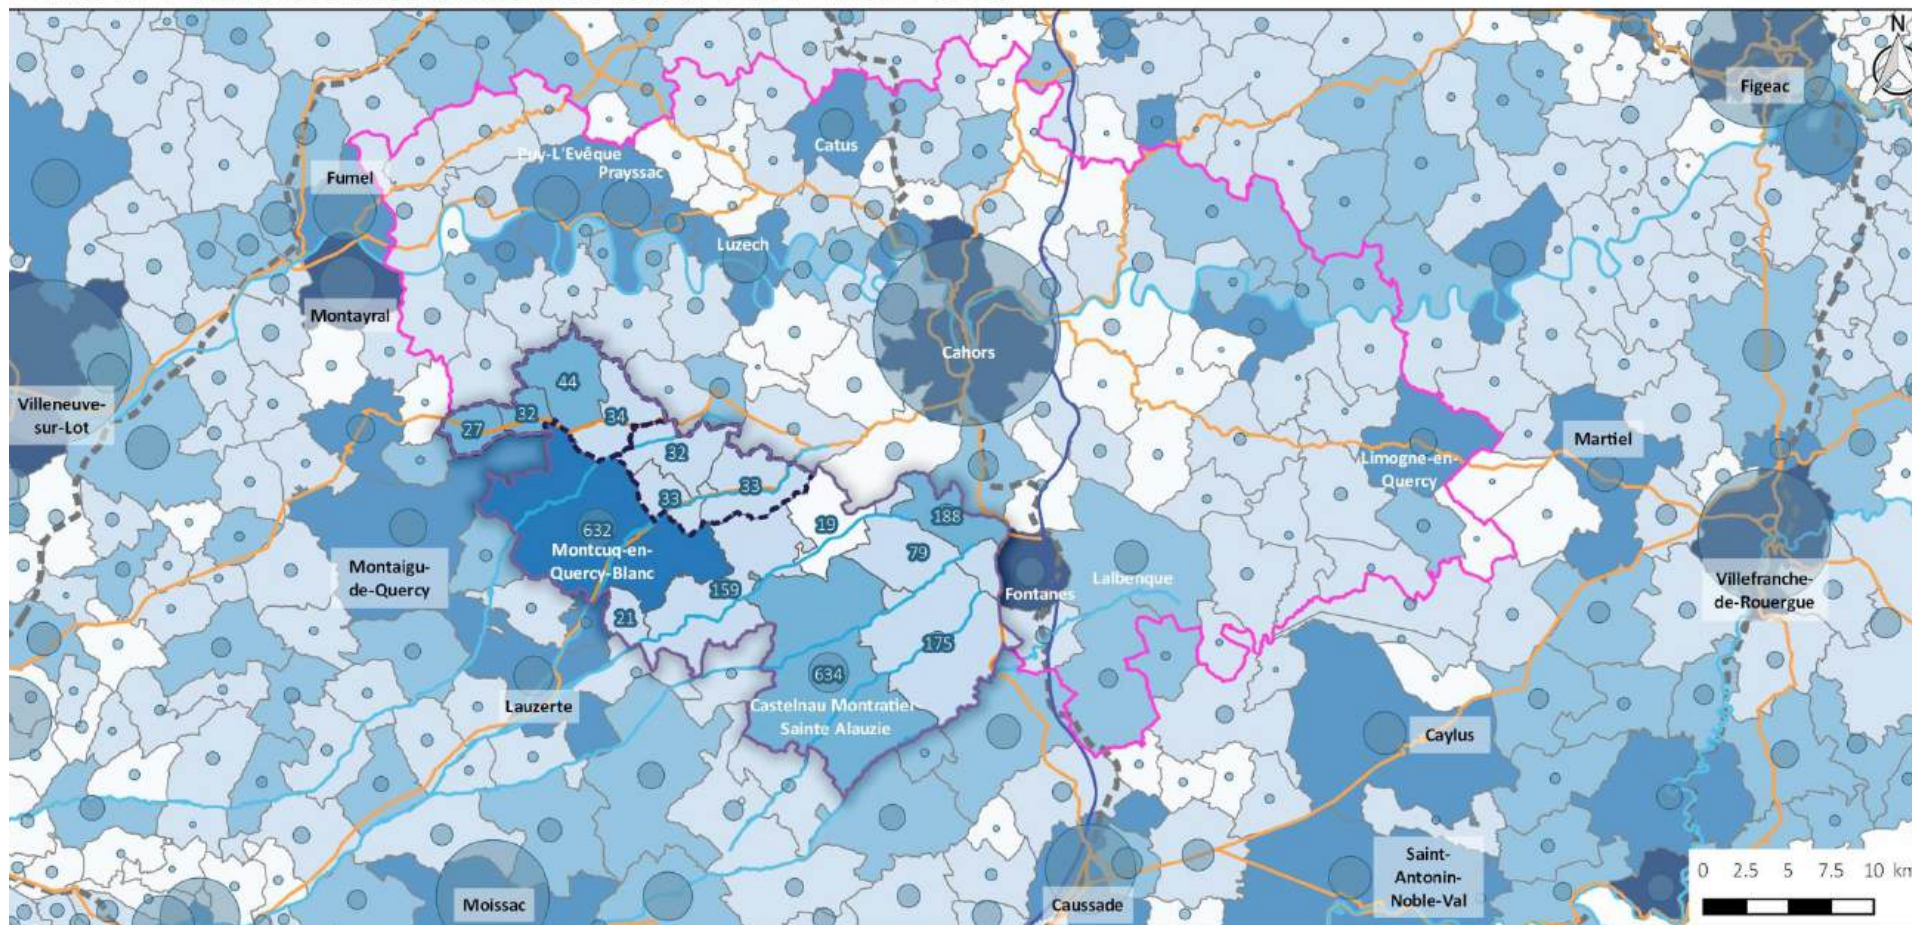 N
Figeac
Catus
Puy-L'Evêque
Prayssac
Fumel
Luzech
Montayral
Cahors
44
Villeneuve-
sur-Lot
32
34
27
32
Martiel
Limogne-en-
Quercy
33
33
19
188
632
Montcuq-en-
Quercy-Blanc
79
Montaigu-
de-Quercy
159
Fontanes
Lalbenque
Villefranche-
de-Rouergue
21
175
634
Lauzerte
Castelnau Montratier-
Sainte Alauzie
Caylus
Saint-
Antonin-
Noble-Val
0 2.5 5 7.5 10 km
Moissac
Caussade